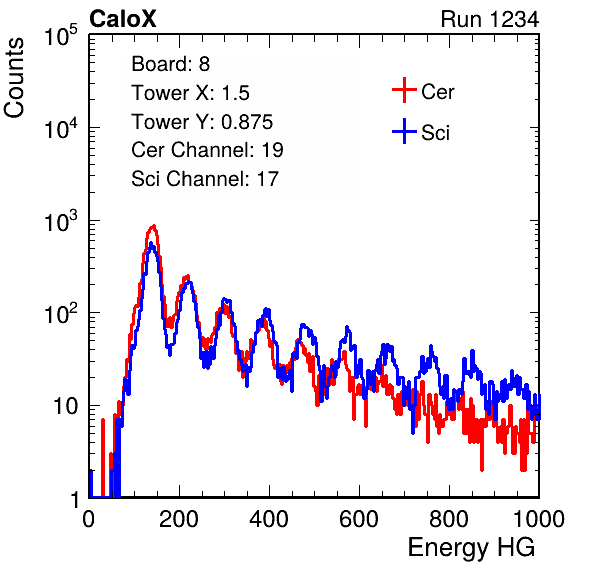 CaloX Run 1234
Counts
10^5
10^4
10^3
10^2
10
1
Board: 8
Tower X: 1.5
Tower Y: 0.875
Cer Channel: 19
Sci Channel: 17
Cer
Sci
0 200 400 600 800 1000
Energy HG